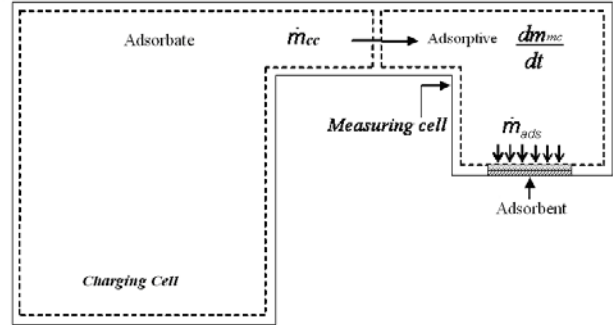 Adsorbate ṁcc Adsorptive dmmc
dt
Measuring cell
ṁads
Adsorbent
Charging Cell